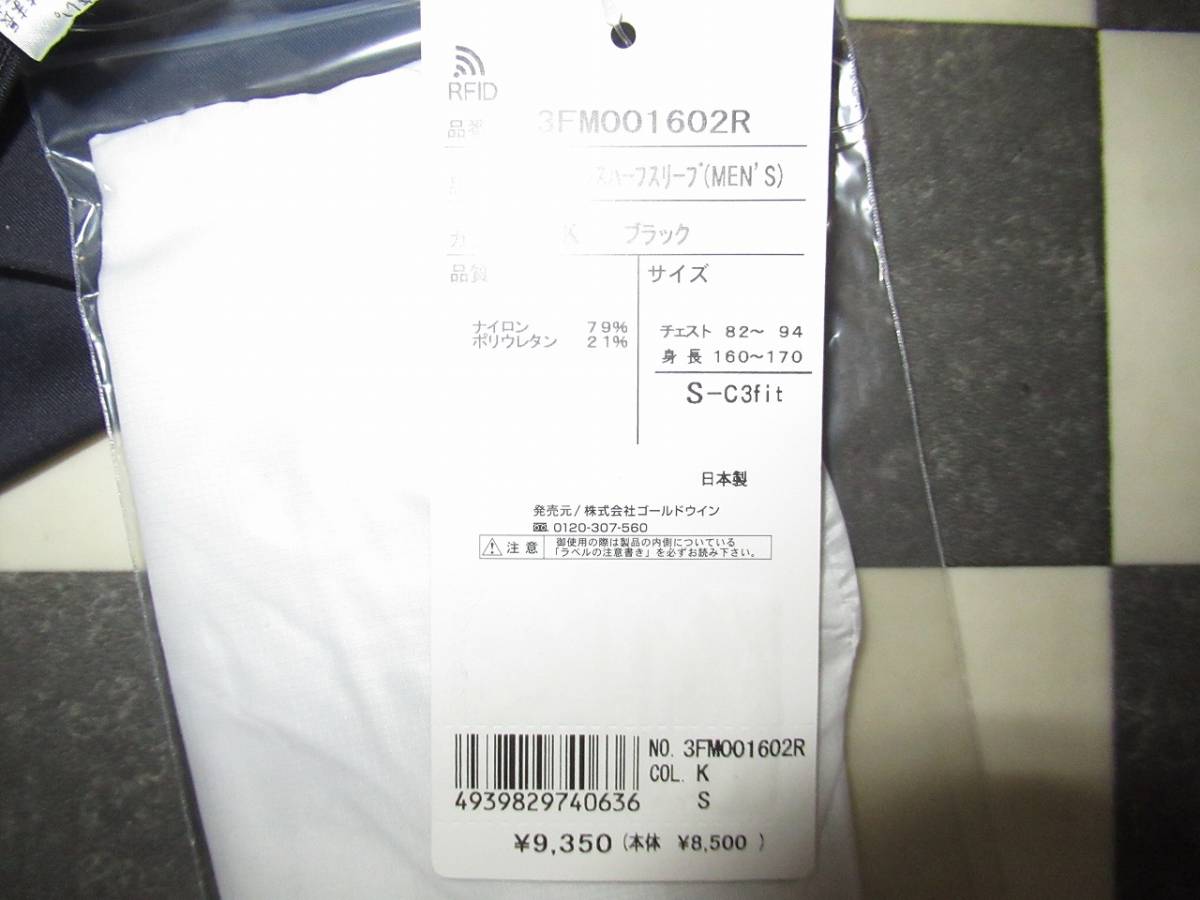 い。
RFID
品番 3FM001602R
スハーフスリーブ(MEN'S)
カ K ブラック
品質
サイズ
ナイロン 79%
ポリウレタン 21%
チェスト 82〜 94
身長 160〜170
S-C3fit
日本製
発売元/株式会社ゴールドウイン
0120-307-560
注意
御使用の際は製品の内側についている
「ラベルの注意書き」を必ずお読み下さい。
NO. 3FM001602R
COL. K
S
4939829740636
¥9,350 (本体 ¥8,500 )